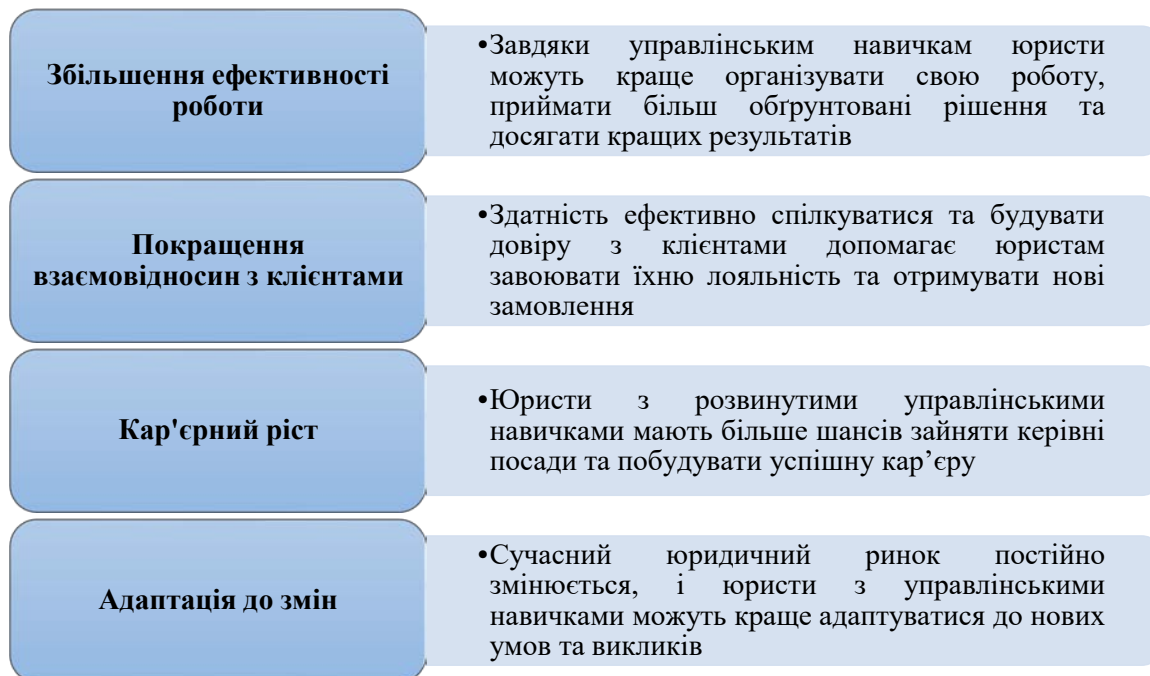 Збільшення ефективності
роботи
•Завдяки управлінським навичкам юристи
можуть краще організувати свою роботу,
приймати більш обґрунтовані рішення та
досягати кращих результатів
Покращення
взаємовідносин з клієнтами
•Здатність ефективно спілкуватися та будувати
довіру з клієнтами допомагає юристам
завоювати їхню лояльність та отримувати нові
замовлення
Кар'єрний ріст
•Юристи з розвинутими управлінськими
навичками мають більше шансів зайняти керівні
посади та побудувати успішну кар’єру
Адаптація до змін
•Сучасний юридичний ринок постійно
змінюється, і юристи з управлінськими
навичками можуть краще адаптуватися до нових
умов та викликів